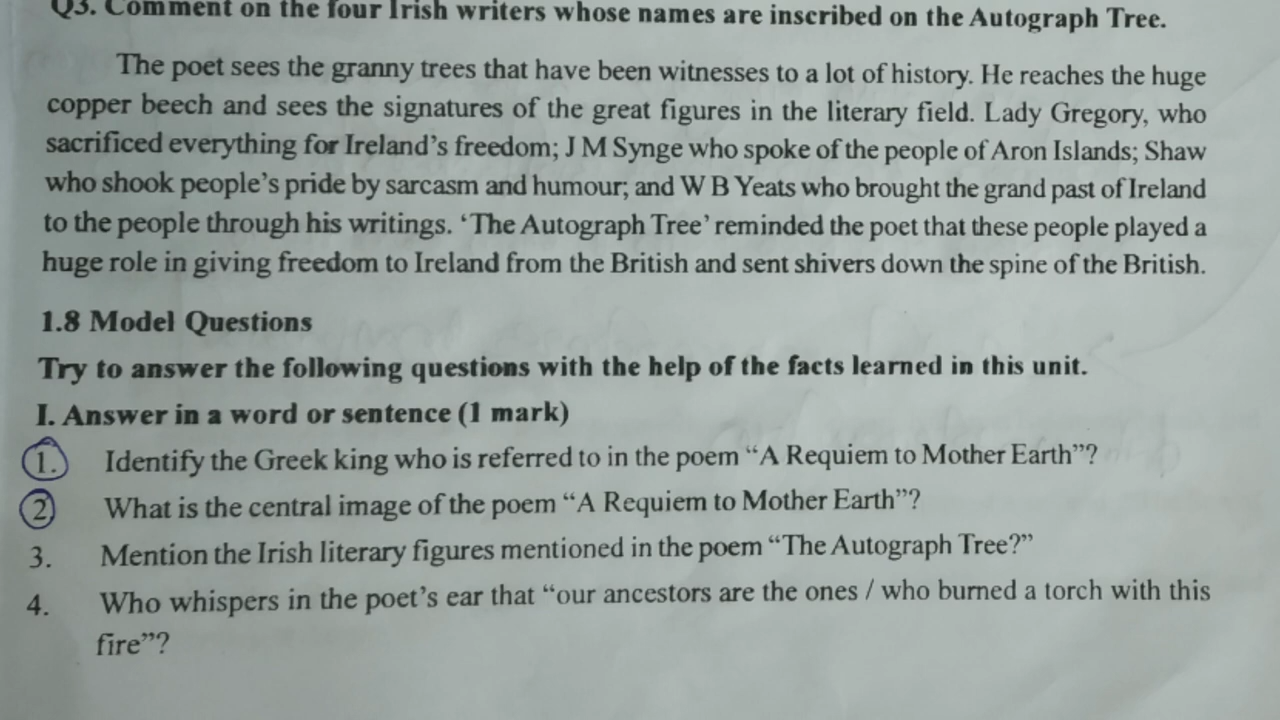 Q3. Comment on the four Irish writers whose names are inscribed on the Autograph Tree.
The poet sees the granny trees that have been witnesses to a lot of history. He reaches the huge
copper beech and sees the signatures of the great figures in the literary field. Lady Gregory, who
sacrificed everything for Ireland’s freedom; J M Synge who spoke of the people of Aron Islands; Shaw
who shook people’s pride by sarcasm and humour; and W B Yeats who brought the grand past of Ireland
to the people through his writings. ‘The Autograph Tree’ reminded the poet that these people played a
huge role in giving freedom to Ireland from the British and sent shivers down the spine of the British.
1.8 Model Questions
Try to answer the following questions with the help of the facts learned in this unit.
I. Answer in a word or sentence (1 mark)
1. Identify the Greek king who is referred to in the poem “A Requiem to Mother Earth”?
2 What is the central image of the poem “A Requiem to Mother Earth”?
3. Mention the Irish literary figures mentioned in the poem “The Autograph Tree?”
4. Who whispers in the poet’s ear that “our ancestors are the ones / who burned a torch with this
fire”?